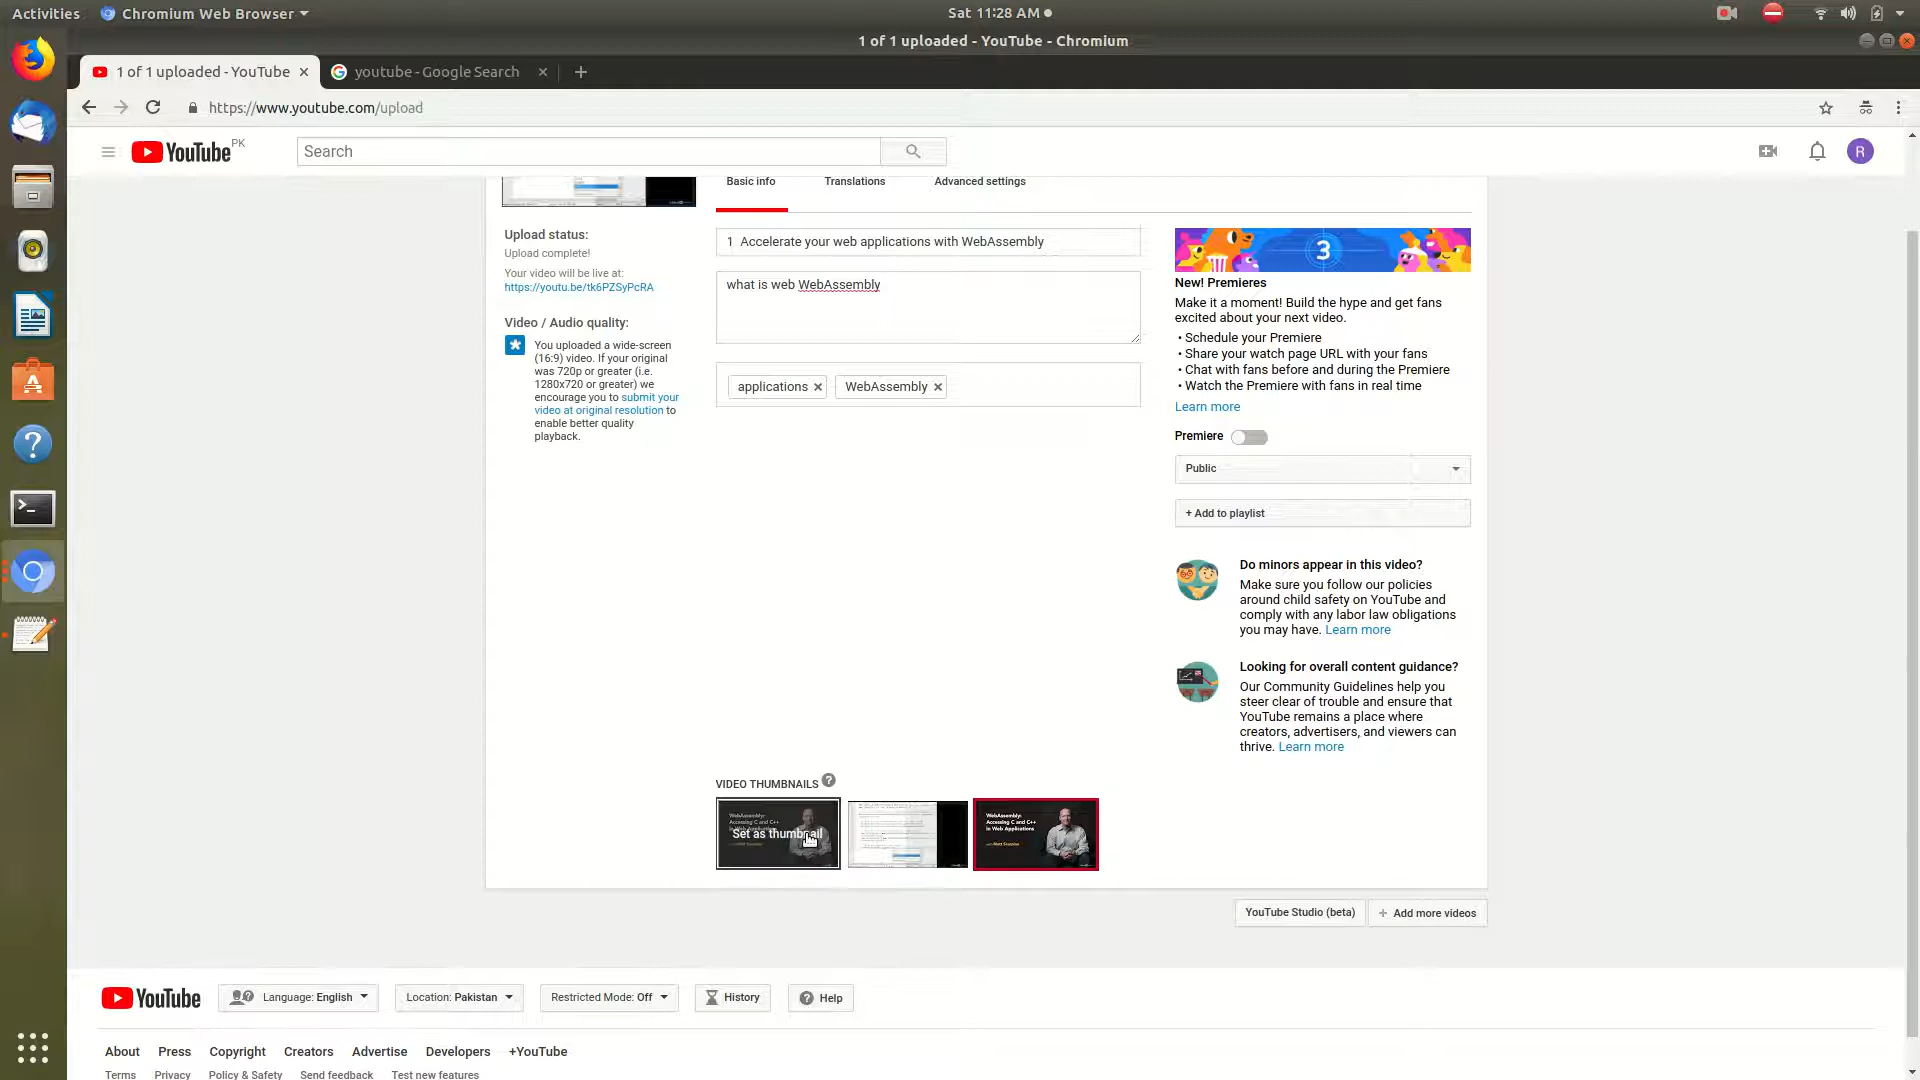 Activities
Chromium Web Browser
Sat 11:28 AM
1 of 1 uploaded - YouTube - Chromium
1 of 1 uploaded - YouTube
youtube - Google Search
https://www.youtube.com/upload
YouTube PK
Search
R
Basic info
Translations
Advanced settings
Upload status:
Upload complete!
Your video will be live at:
https://youtu.be/tk6PZSyPcRA
Video / Audio quality:
You uploaded a wide-screen
(16:9) video. If your original
was 720p or greater (i.e.
1280x720 or greater) we
encourage you to submit your
video at original resolution to
enable better quality
playback.
1 Accelerate your web applications with WebAssembly
what is web WebAssembly
applications
WebAssembly
3
New! Premieres
Make it a moment! Build the hype and get fans
excited about your next video.
• Schedule your Premiere
• Share your watch page URL with your fans
• Chat with fans before and during the Premiere
• Watch the Premiere with fans in real time
Learn more
Premiere
Public
+ Add to playlist
Do minors appear in this video?
Make sure you follow our policies
around child safety on YouTube and
comply with any labor law obligations
you may have. Learn more
Looking for overall content guidance?
Our Community Guidelines help you
steer clear of trouble and ensure that
YouTube remains a place where
creators, advertisers, and viewers can
thrive. Learn more
VIDEO THUMBNAILS
WebAssembly:
Accessing C and C++
Set as thumbnail
WebAssembly:
Accessing C and C++
in Web Applications
YouTube Studio (beta)
+ Add more videos
YouTube
Language: English
Location: Pakistan
Restricted Mode: Off
History
Help
About
Press
Copyright
Creators
Advertise
Developers
+YouTube
Terms
Privacy
Policy & Safety
Send feedback
Test new features